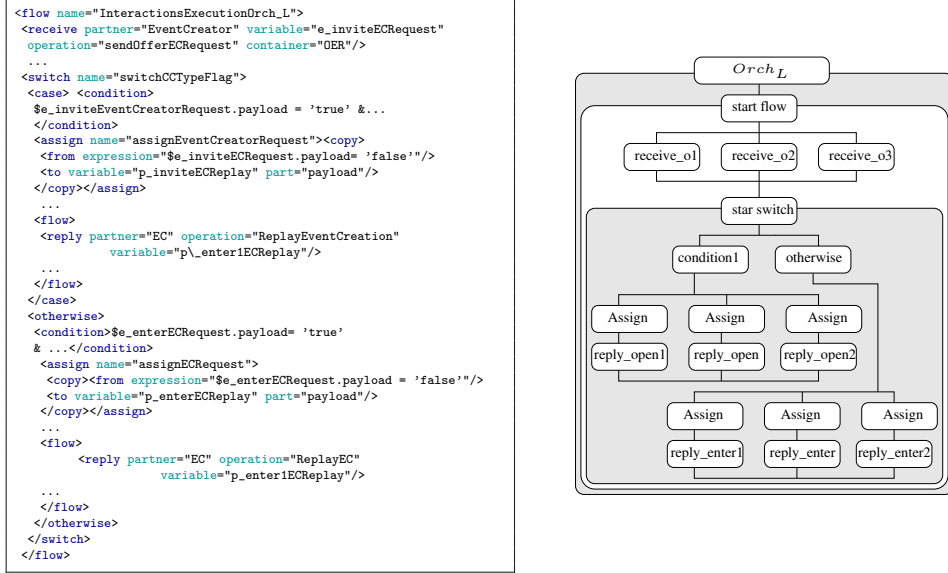 <flow name="InteractionsExecutionOrch_L">
<receive partner="EventCreator" variable="e_inviteECRequest"
operation="sendOfferECRequest" container="OER"/>
...
<switch name="switchCCTypeFlag">
<case> <condition>
$e_inviteEventCreatorRequest.payload = 'true' &...
</condition>
<assign name="assignEventCreatorRequest"><copy>
<from expression="$e_inviteECRequest.payload= 'false'"/>
<to variable="p_inviteECReplay" part="payload"/>
</copy></assign>
...
<flow>
<reply partner="EC" operation="ReplayEventCreation"
variable="p\_enter1ECReplay"/>
...
</flow>
</case>
<otherwise>
<condition>$e_enterECRequest.payload= 'true'
& ...</condition>
<assign name="assignECRequest">
<copy><from expression="$e_enterECRequest.payload = 'false'"/>
<to variable="p_enterECReplay" part="payload"/>
</copy></assign>
...
<flow>
<reply partner="EC" operation="ReplayEC"
variable="p_enter1ECReplay"/>
...
</flow>
</otherwise>
</switch>
</flow>
Orch_L
start flow
receive_o1 receive_o2 receive_o3
star switch
condition1 otherwise
Assign Assign Assign
reply_open1 reply_open reply_open2
Assign Assign Assign
reply_enter1 reply_enter reply_enter2